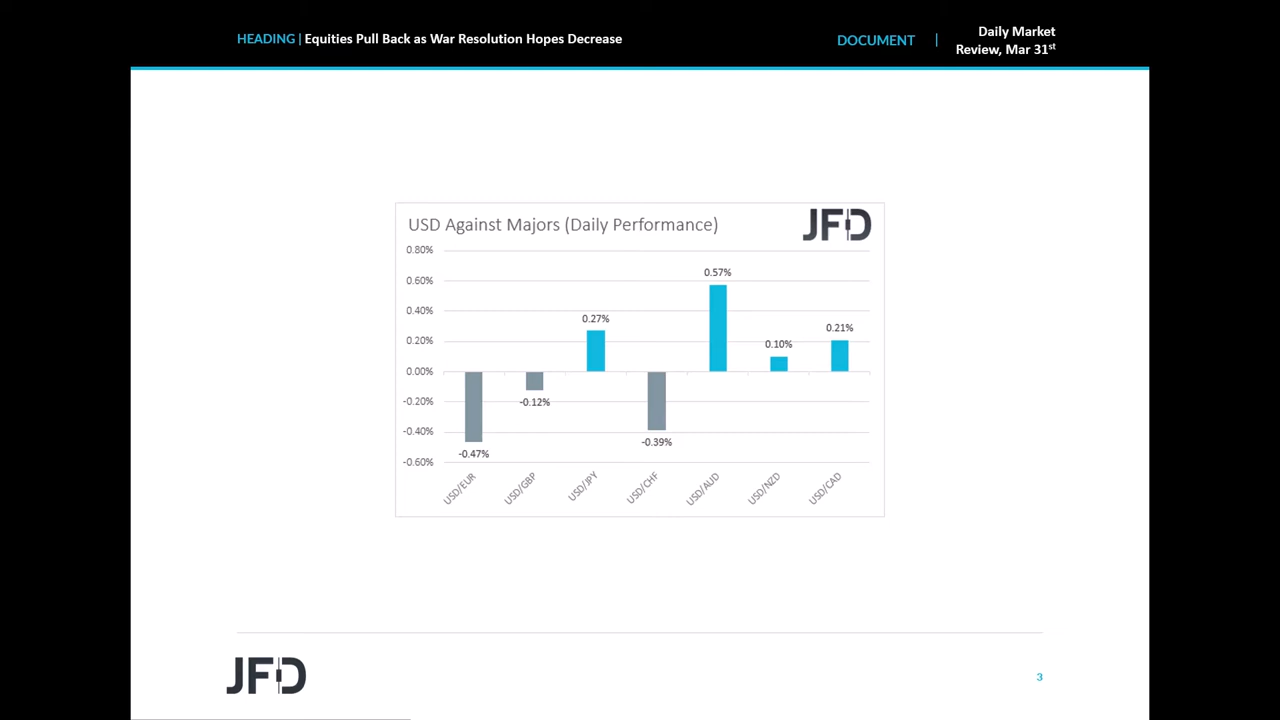 HEADING | Equities Pull Back as War Resolution Hopes Decrease
DOCUMENT |
Daily Market
Review, Mar 31st
USD Against Majors (Daily Performance)
JFD
0.80%
0.60%
0.40%
0.20%
0.00%
-0.20%
-0.40%
-0.60%
-0.47%
-0.12%
0.27%
-0.39%
0.57%
0.10%
0.21%
USD/EUR
USD/GBP
USD/JPY
USD/CHF
USD/AUD
USD/NZD
USD/CAD
JFD
3